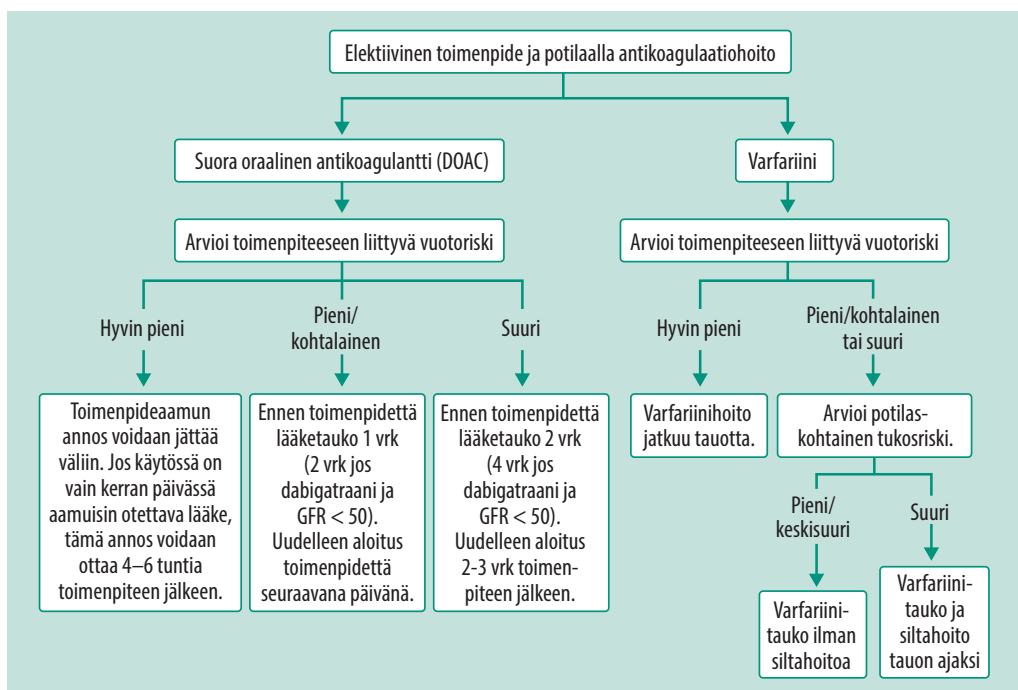 Elektiivinen toimenpide ja potilaalla antikoagulaatiohoito
Suora oraalinen antikoagulantti (DOAC)
Arvioi toimenpiteeseen liittyvä vuotoriski
Hyvin pieni
Toimenpideaamun
annos voidaan jättää
väliin. Jos käytössä on
vain kerran päivässä
aamuisin otettava lääke,
tämä annos voidaan
ottaa 4–6 tuntia
toimenpiteen jälkeen.
Pieni/
kohtalainen
Ennen toimenpidettä
lääketauko 1 vrk
(2 vrk jos
dabigatraani ja
GFR < 50).
Uudelleen aloitus
toimenpidettä
seuraavana päivänä.
Suuri
Ennen toimenpidettä
lääketauko 2 vrk
(4 vrk jos
dabigatraani ja
GFR < 50).
Uudelleen aloitus
2-3 vrk toimen-
piteen jälkeen.
Varfariini
Arvioi toimenpiteeseen liittyvä vuotoriski
Hyvin pieni
Varfariinihoito
jatkuu tauotta.
Pieni/kohtalainen
tai suuri
Arvioi potilas-
kohtainen tukosriski.
Pieni/
keskisuuri
Varfariini-
tauko ilman
siltahoitoa
Suuri
Varfariini-
tauko ja
siltahoito
tauon ajaksi